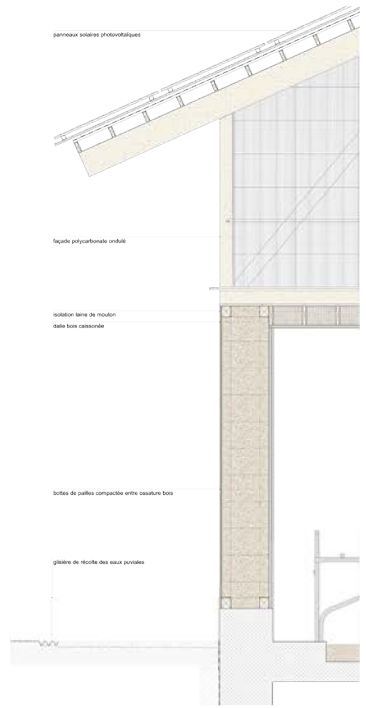 panneaux solaires photovoltaïques
façade polycarbonate ondulé
isolation laine de mouton
dalle bois caissonée
bottes de pailles compactée entre ossature bois
glisière de récolte des eaux puviales